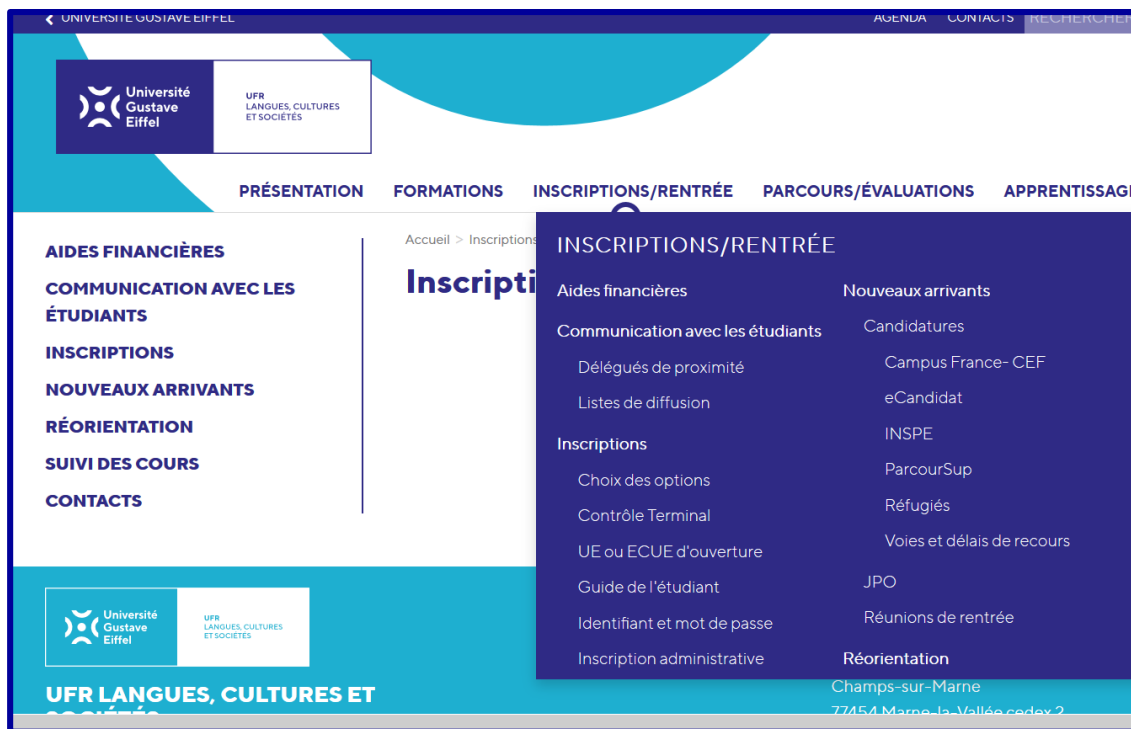 UNIVERSITÉ GUSTAVE EIFFEL
AGENDA CONTACTS RECHERCHER
Université
Gustave
Eiffel
UFR
LANGUES, CULTURES
ET SOCIÉTÉS
PRÉSENTATION FORMATIONS INSCRIPTIONS/RENTRÉE PARCOURS/ÉVALUATIONS APPRENTISSAGE
AIDES FINANCIÈRES
COMMUNICATION AVEC LES
ÉTUDIANTS
INSCRIPTIONS
NOUVEAUX ARRIVANTS
RÉORIENTATION
SUIVI DES COURS
CONTACTS
Accueil > Inscriptions
Inscripti
INSCRIPTIONS/RENTRÉE
Aides financières
Communication avec les étudiants
Délégués de proximité
Listes de diffusion
Inscriptions
Choix des options
Contrôle Terminal
UE ou ECUE d'ouverture
Guide de l'étudiant
Identifiant et mot de passe
Inscription administrative
Nouveaux arrivants
Candidatures
Campus France- CEF
eCandidat
INSPE
ParcourSup
Réfugiés
Voies et délais de recours
JPO
Réunions de rentrée
Réorientation
Université
Gustave
Eiffel
UFR
LANGUES, CULTURES
ET SOCIÉTÉS
UFR LANGUES, CULTURES ET
SOCIÉTÉS
Champs-sur-Marne
77454 Marne-la-Vallée cedex 2